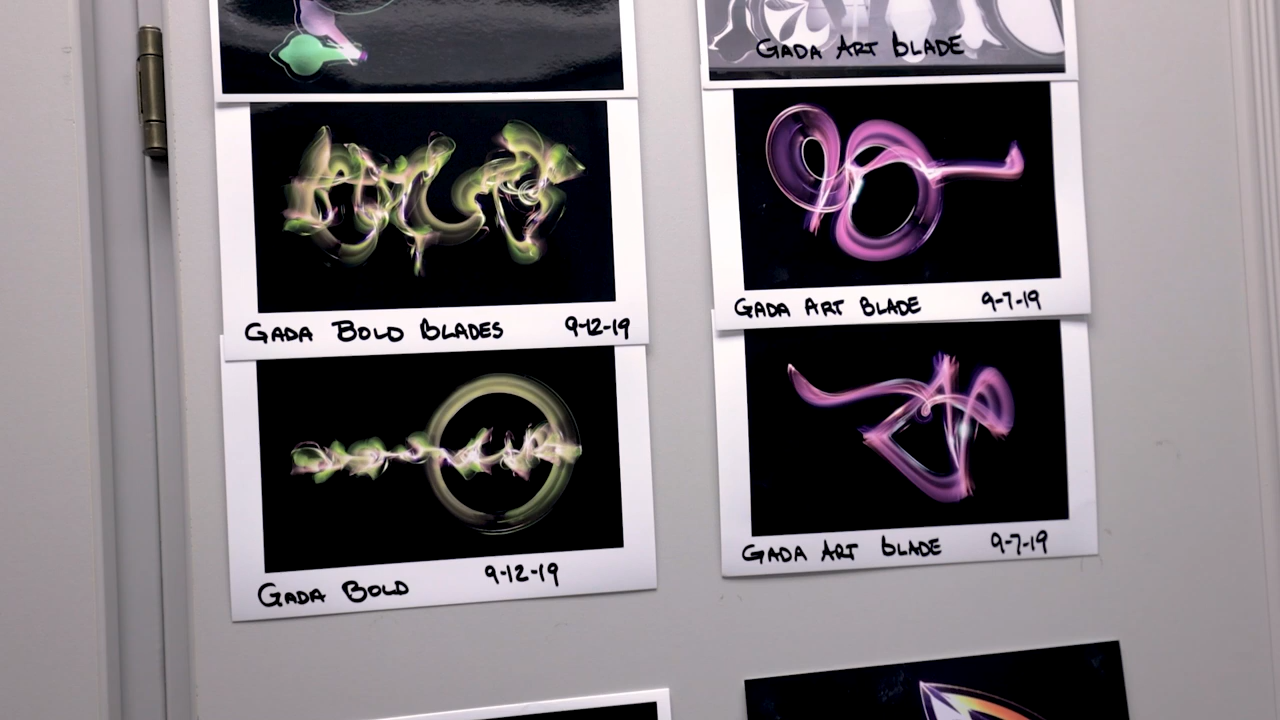 GADA ART BLADE
GADA BOLD BLADES 9-12-19
GADA ART BLADE 9-7-19
GADA BOLD 9-12-19
GADA ART BLADE 9-7-19